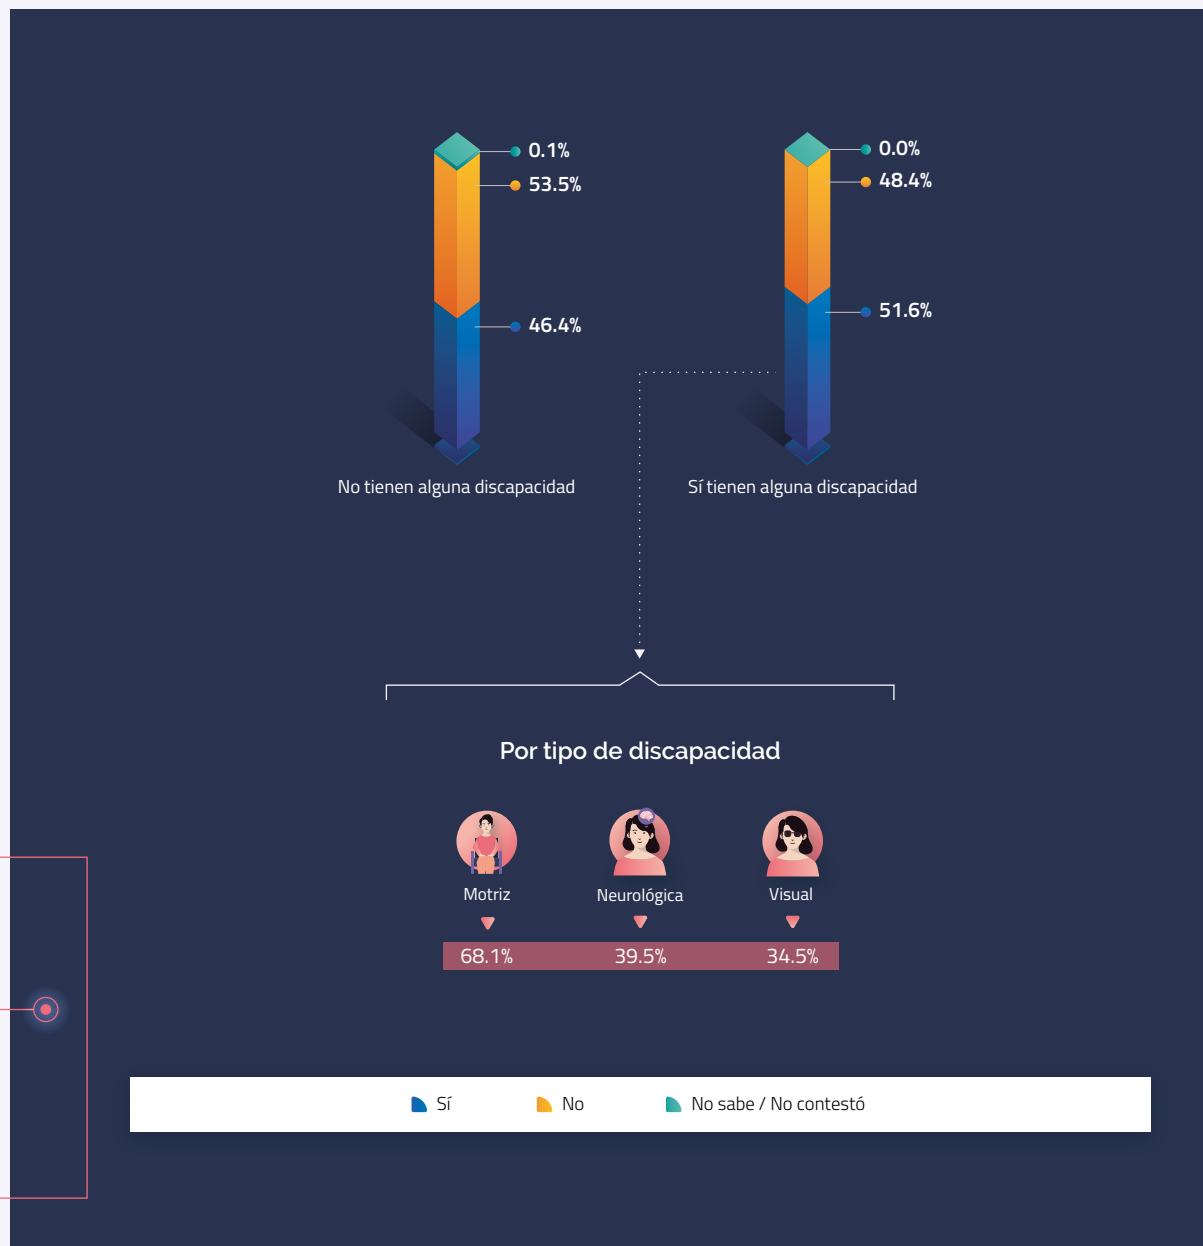 0.1%
53.5%
46.4%
No tienen alguna discapacidad
0.0%
48.4%
51.6%
Sí tienen alguna discapacidad
Por tipo de discapacidad
Motriz Neurológica Visual
68.1% 39.5% 34.5%
Sí No No sabe / No contestó